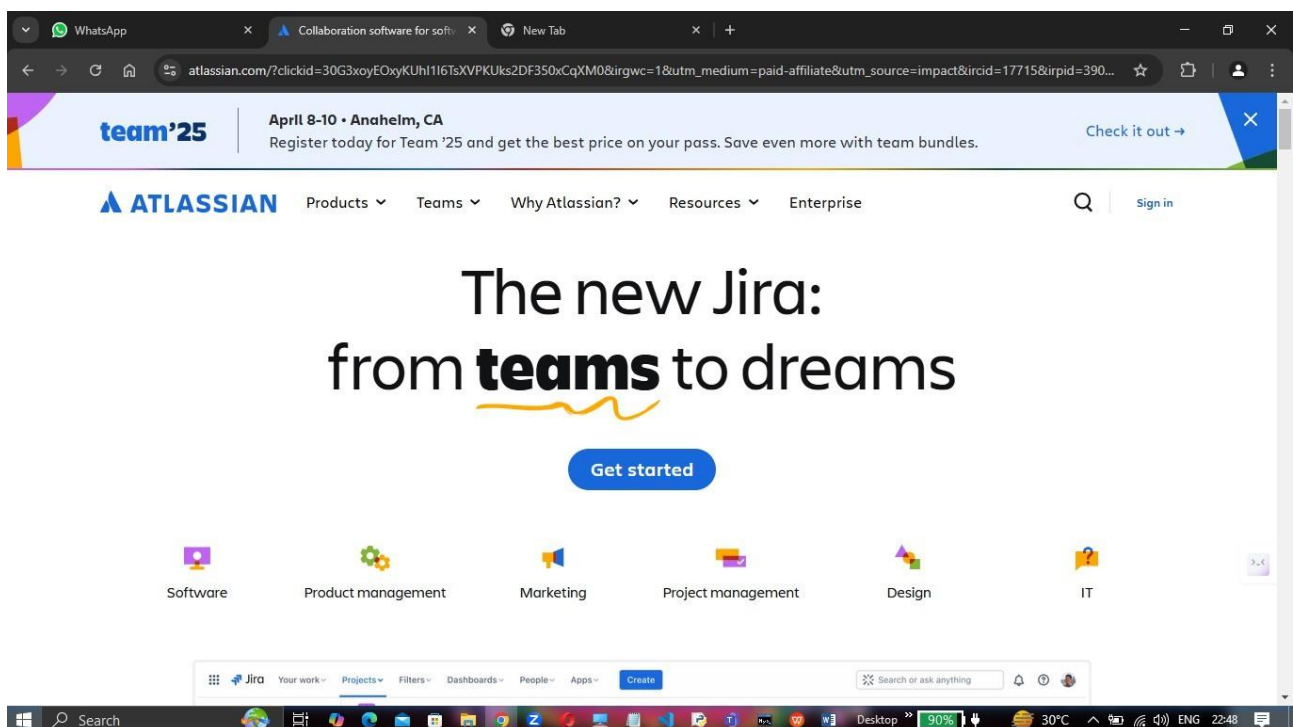 WhatsApp
Collaboration software for softw
New Tab
atlassian.com/?clickid=30G3xoyEOxyKUhI1I6TsXVPKUks2DF350xCqXM0&irgwc=1&utm_medium=paid-affiliate&utm_source=impact&ircid=17715&irpid=390...
team'25
April 8-10 • Anaheim, CA
Register today for Team '25 and get the best price on your pass. Save even more with team bundles.
Check it out →
ATLASSIAN
Products
Teams
Why Atlassian?
Resources
Enterprise
Sign in
The new Jira:
from teams to dreams
Get started
Software
Product management
Marketing
Project management
Design
IT
Jira
Your work
Projects
Filters
Dashboards
People
Apps
Create
Search or ask anything
Search
Desktop
90%
30°C
ENG
22:48